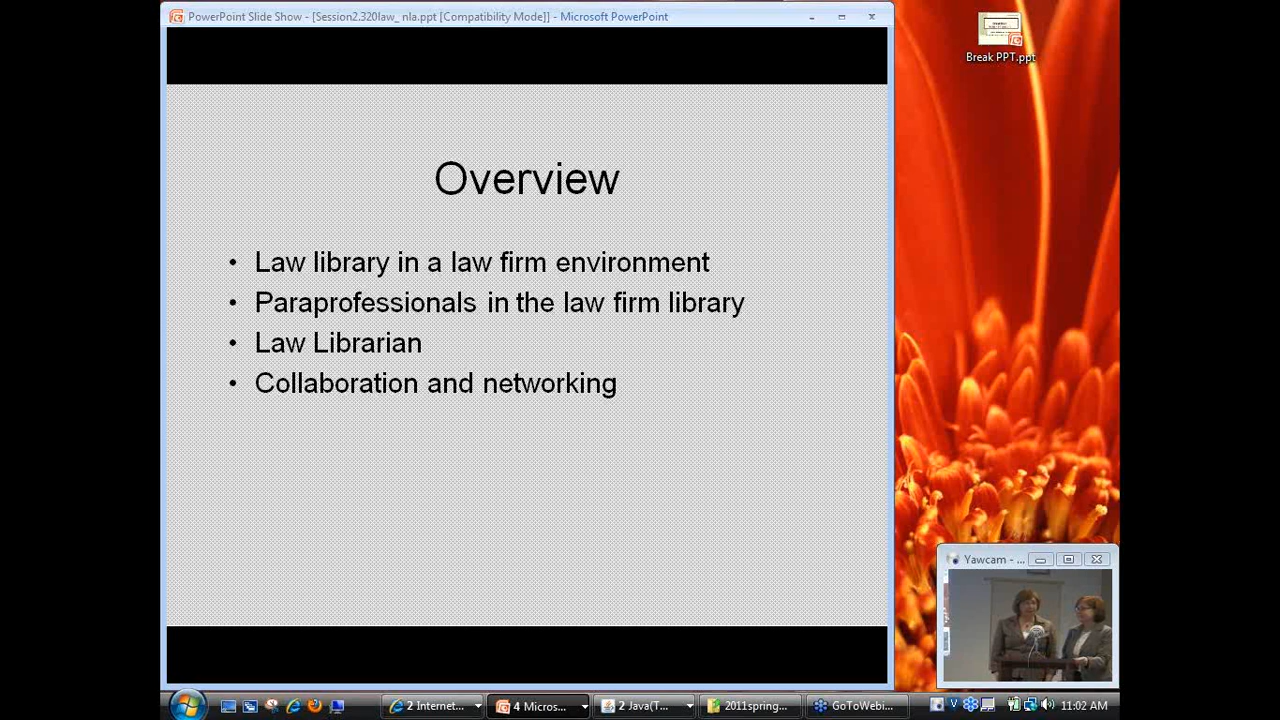 PowerPoint Slide Show - [Session2.320law_ nla.ppt [Compatibility Mode]] - Microsoft PowerPoint
Break PPT.ppt
Overview
• Law library in a law firm environment
• Paraprofessionals in the law firm library
• Law Librarian
• Collaboration and networking
Yawcam - ...
2 Internet...
4 Micros...
2 Java(T...
2011spring...
GoToWebi...
11:02 AM